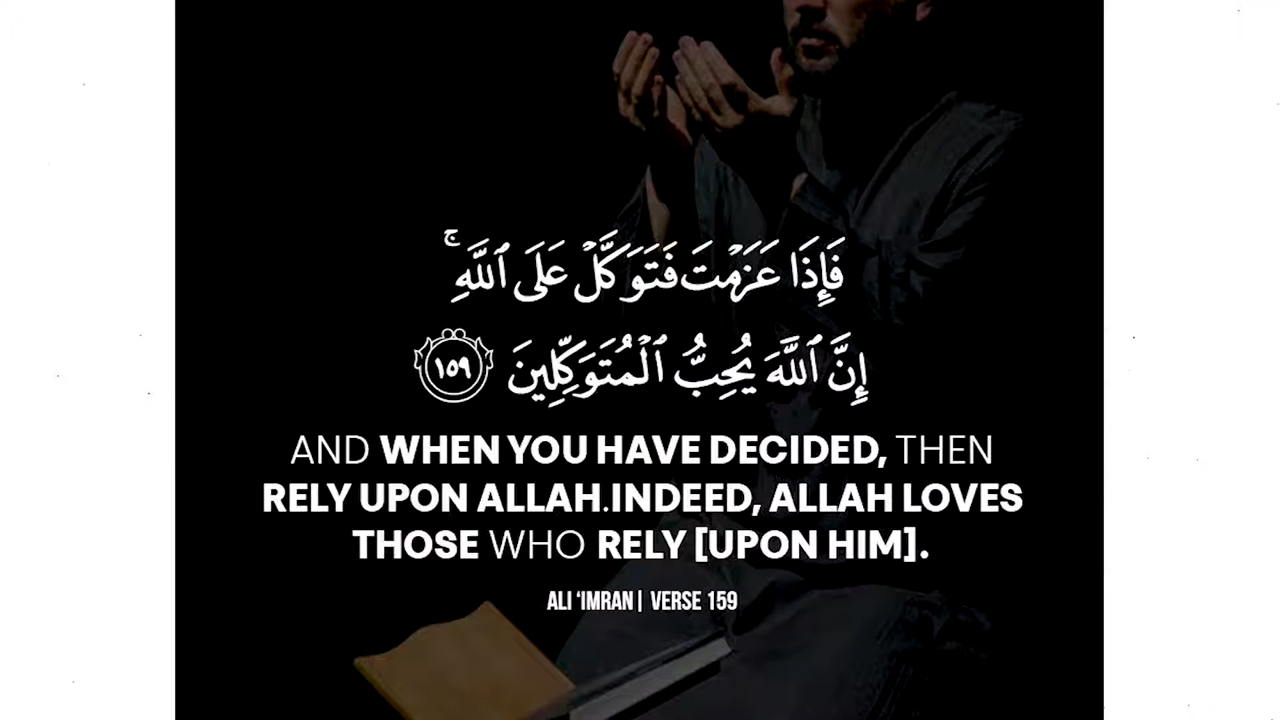 فَإِذَا عَزَمۡتَ فَتَوَكَّلۡ عَلَى ٱللَّهِۚ
إِنَّ ٱللَّهَ يُحِبُّ ٱلۡمُتَوَكِّلِينَ ١٥٩
AND WHEN YOU HAVE DECIDED, THEN
RELY UPON ALLAH.INDEED, ALLAH LOVES
THOSE WHO RELY [UPON HIM].
ALI ‘IMRAN| VERSE 159